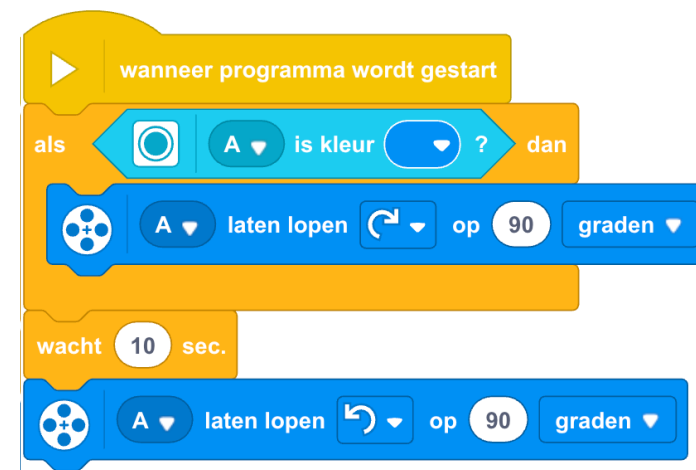 wanneer programma wordt gestart
als A is kleur ? dan
A laten lopen op 90 graden
wacht 10 sec.
A laten lopen op 90 graden